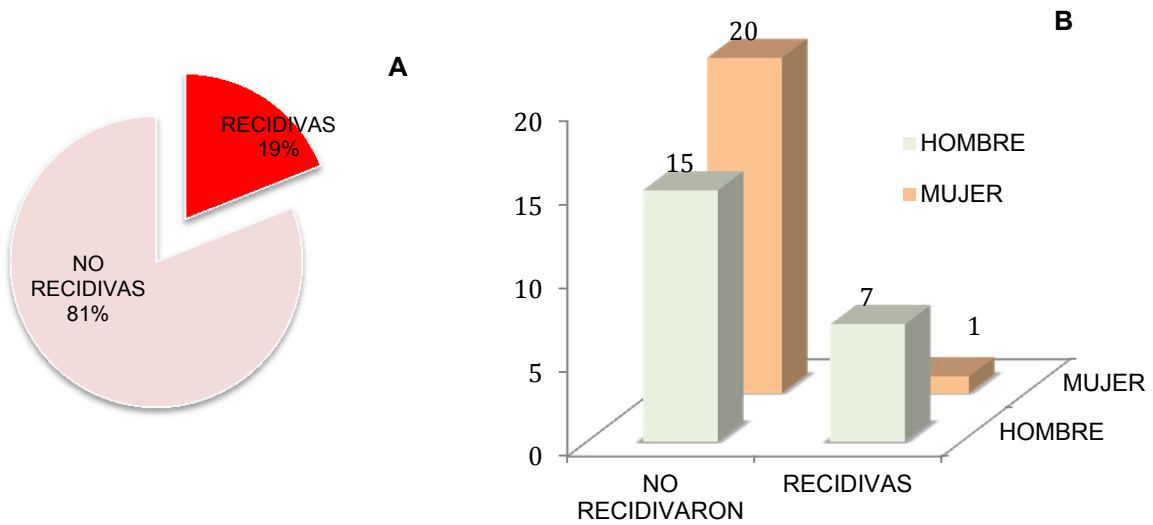 A
RECIDIVAS
19%
NO
RECIDIVAS
81%
B
20
15
10
5
0
15
20
7
1
HOMBRE
MUJER
MUJER
HOMBRE
NO
RECIDIVARON
RECIDIVAS